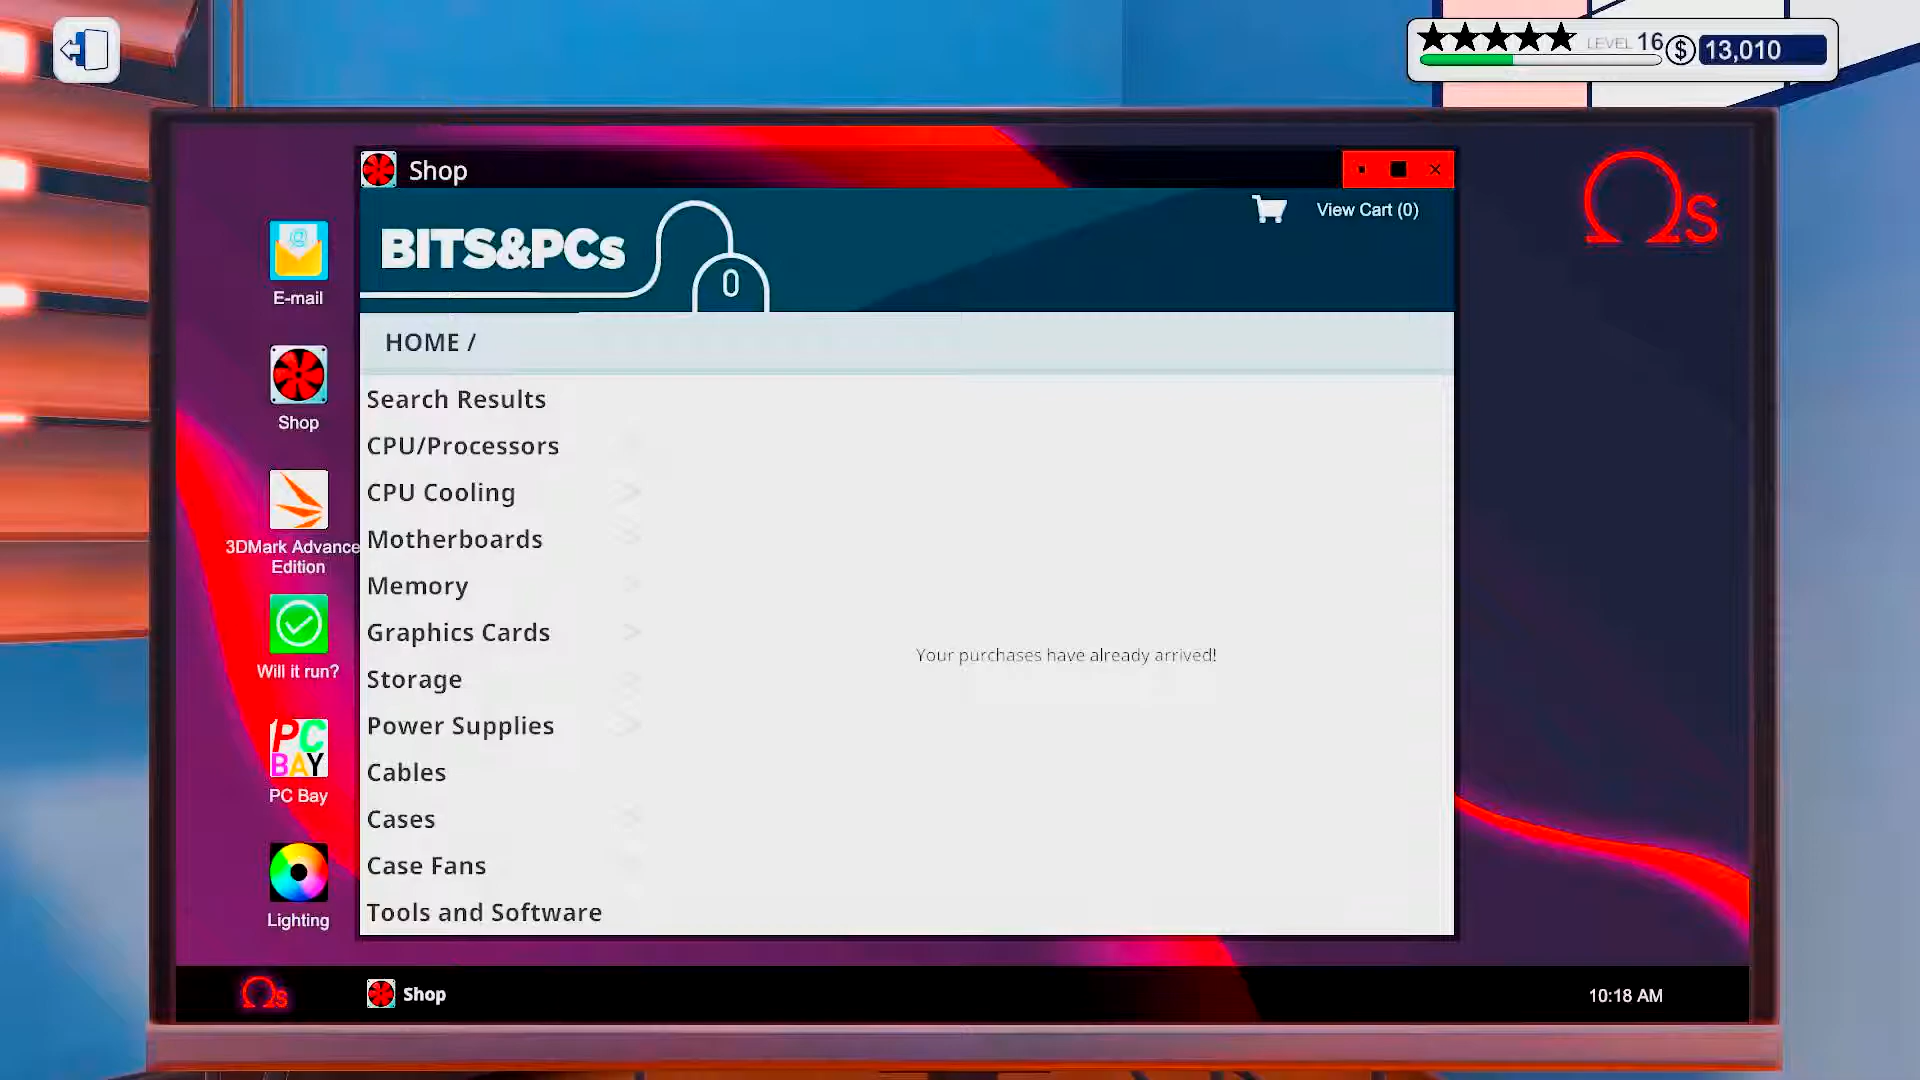 LEVEL 16
$ 13,010
Shop
BITS&PCs
View Cart (0)
HOME /
Search Results
CPU/Processors
CPU Cooling >
Motherboards
Memory >
Graphics Cards >
Storage >
Power Supplies >
Cables
Cases >
Case Fans
Tools and Software
Your purchases have already arrived!
E-mail
Shop
3DMark Advance
Edition
Will it run?
PC
BAY
PC Bay
Lighting
Ωs
Ωs
Shop
10:18 AM